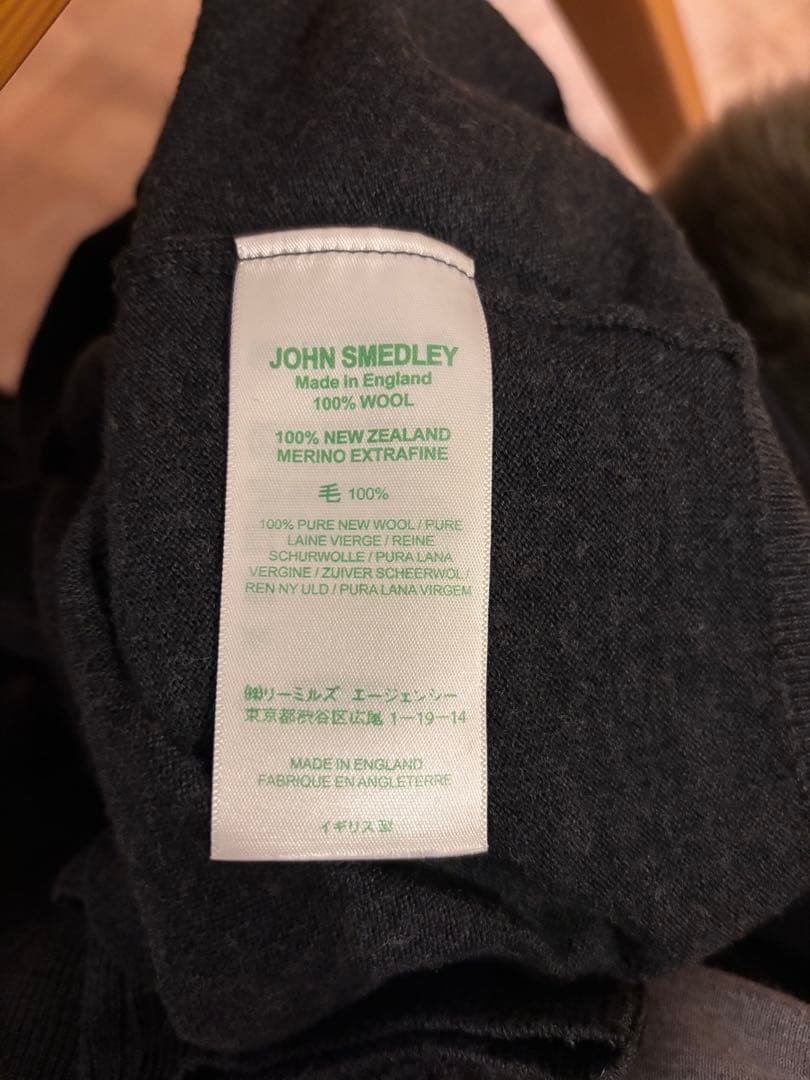 JOHN SMEDLEY
Made in England
100% WOOL
100% NEW ZEALAND
MERINO EXTRAFINE
毛 100%
100% PURE NEW WOOL / PURE
LAINE VIERGE / REINE
SCHURWOLLE / PURA LANA
VERGINE / ZUIVER SCHEERWOL /
REN NY ULD / PURA LANA VIRGEM
㈱リーミルズ エージェンシー
東京都渋谷区広尾 1-19-14
MADE IN ENGLAND
FABRIQUE EN ANGLETERRE
イギリス製